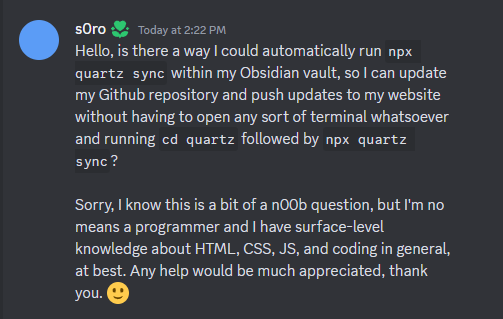 s0ro Today at 2:22 PM
Hello, is there a way I could automatically run npx
quartz sync within my Obsidian vault, so I can update
my Github repository and push updates to my website
without having to open any sort of terminal whatsoever
and running cd quartz followed by npx quartz
sync?
Sorry, I know this is a bit of a n00b question, but I'm no
means a programmer and I have surface-level
knowledge about HTML, CSS, JS, and coding in general,
at best. Any help would be much appreciated, thank
you. 🙂